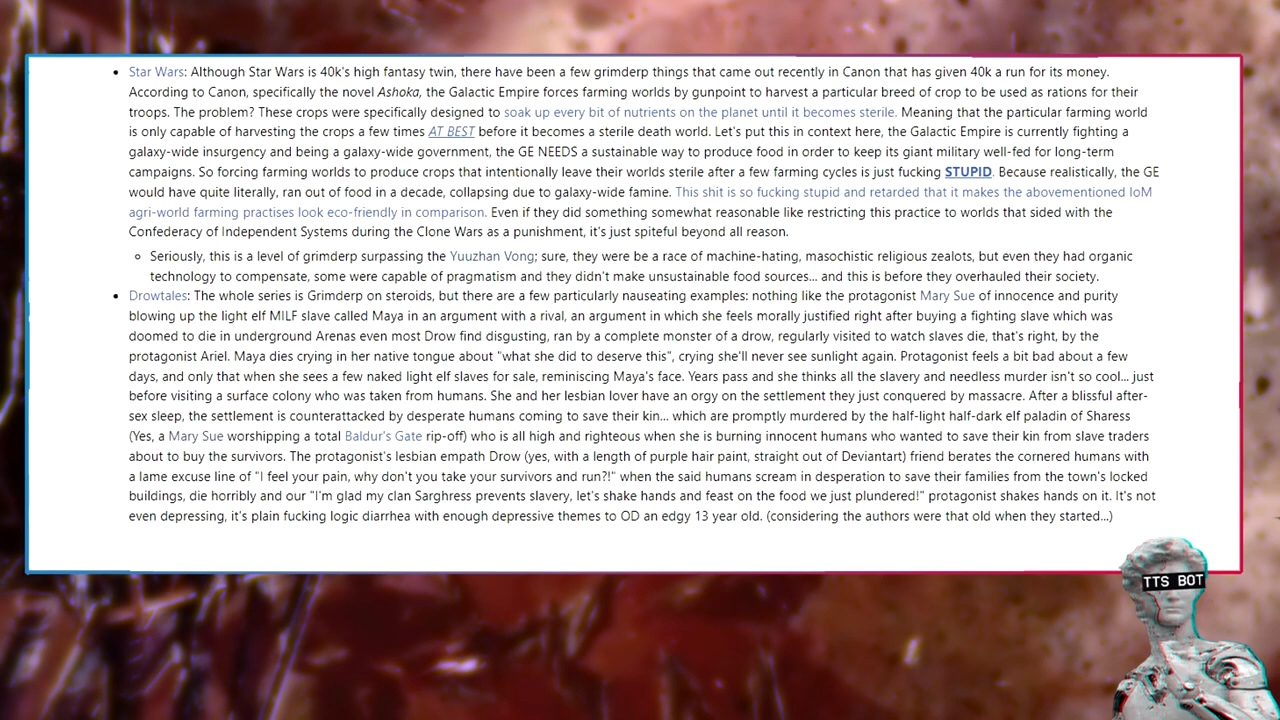 Star Wars: Although Star Wars is 40k's high fantasy twin, there have been a few grimderp things that came out recently in Canon that has given 40k a run for its money.
According to Canon, specifically the novel Ashoka, the Galactic Empire forces farming worlds by gunpoint to harvest a particular breed of crop to be used as rations for their
troops. The problem? These crops were specifically designed to soak up every bit of nutrients on the planet until it becomes sterile. Meaning that the particular farming world
is only capable of harvesting the crops a few times AT BEST before it becomes a sterile death world. Let's put this in context here, the Galactic Empire is currently fighting a
galaxy-wide insurgency and being a galaxy-wide government, the GE NEEDS a sustainable way to produce food in order to keep its giant military well-fed for long-term
campaigns. So forcing farming worlds to produce crops that intentionally leave their worlds sterile after a few farming cycles is just fucking STUPID. Because realistically, the GE
would have quite literally, ran out of food in a decade, collapsing due to galaxy-wide famine. This shit is so fucking stupid and retarded that it makes the abovementioned IoM
agri-world farming practises look eco-friendly in comparison. Even if they did something somewhat reasonable like restricting this practice to worlds that sided with the
Confederacy of Independent Systems during the Clone Wars as a punishment, it's just spiteful beyond all reason.
Seriously, this is a level of grimderp surpassing the Yuuzhan Vong; sure, they were be a race of machine-hating, masochistic religious zealots, but even they had organic
technology to compensate, some were capable of pragmatism and they didn't make unsustainable food sources... and this is before they overhauled their society.
Drowtales: The whole series is Grimderp on steroids, but there are a few particularly nauseating examples: nothing like the protagonist Mary Sue of innocence and purity
blowing up the light elf MILF slave called Maya in an argument with a rival, an argument in which she feels morally justified right after buying a fighting slave which was
doomed to die in underground Arenas even most Drow find disgusting, ran by a complete monster of a drow, regularly visited to watch slaves die, that's right, by the
protagonist Ariel. Maya dies crying in her native tongue about "what she did to deserve this", crying she'll never see sunlight again. Protagonist feels a bit bad about a few
days, and only that when she sees a few naked light elf slaves for sale, reminiscing Maya's face. Years pass and she thinks all the slavery and needless murder isn't so cool... just
before visiting a surface colony who was taken from humans. She and her lesbian lover have an orgy on the settlement they just conquered by massacre. After a blissful after-
sex sleep, the settlement is counterattacked by desperate humans coming to save their kin... which are promptly murdered by the half-light half-dark elf paladin of Sharess
(Yes, a Mary Sue worshipping a total Baldur's Gate rip-off) who is all high and righteous when she is burning innocent humans who wanted to save their kin from slave traders
about to buy the survivors. The protagonist's lesbian empath Drow (yes, with a length of purple hair paint, straight out of Deviantart) friend berates the cornered humans with
a lame excuse line of "I feel your pain, why don't you take your survivors and run?!" when the said humans scream in desperation to save their families from the town's locked
buildings, die horribly and our "I'm glad my clan Sarghress prevents slavery, let's shake hands and feast on the food we just plundered!" protagonist shakes hands on it. It's not
even depressing, it's plain fucking logic diarrhea with enough depressive themes to OD an edgy 13 year old. (considering the authors were that old when they started...)
TTS BOT